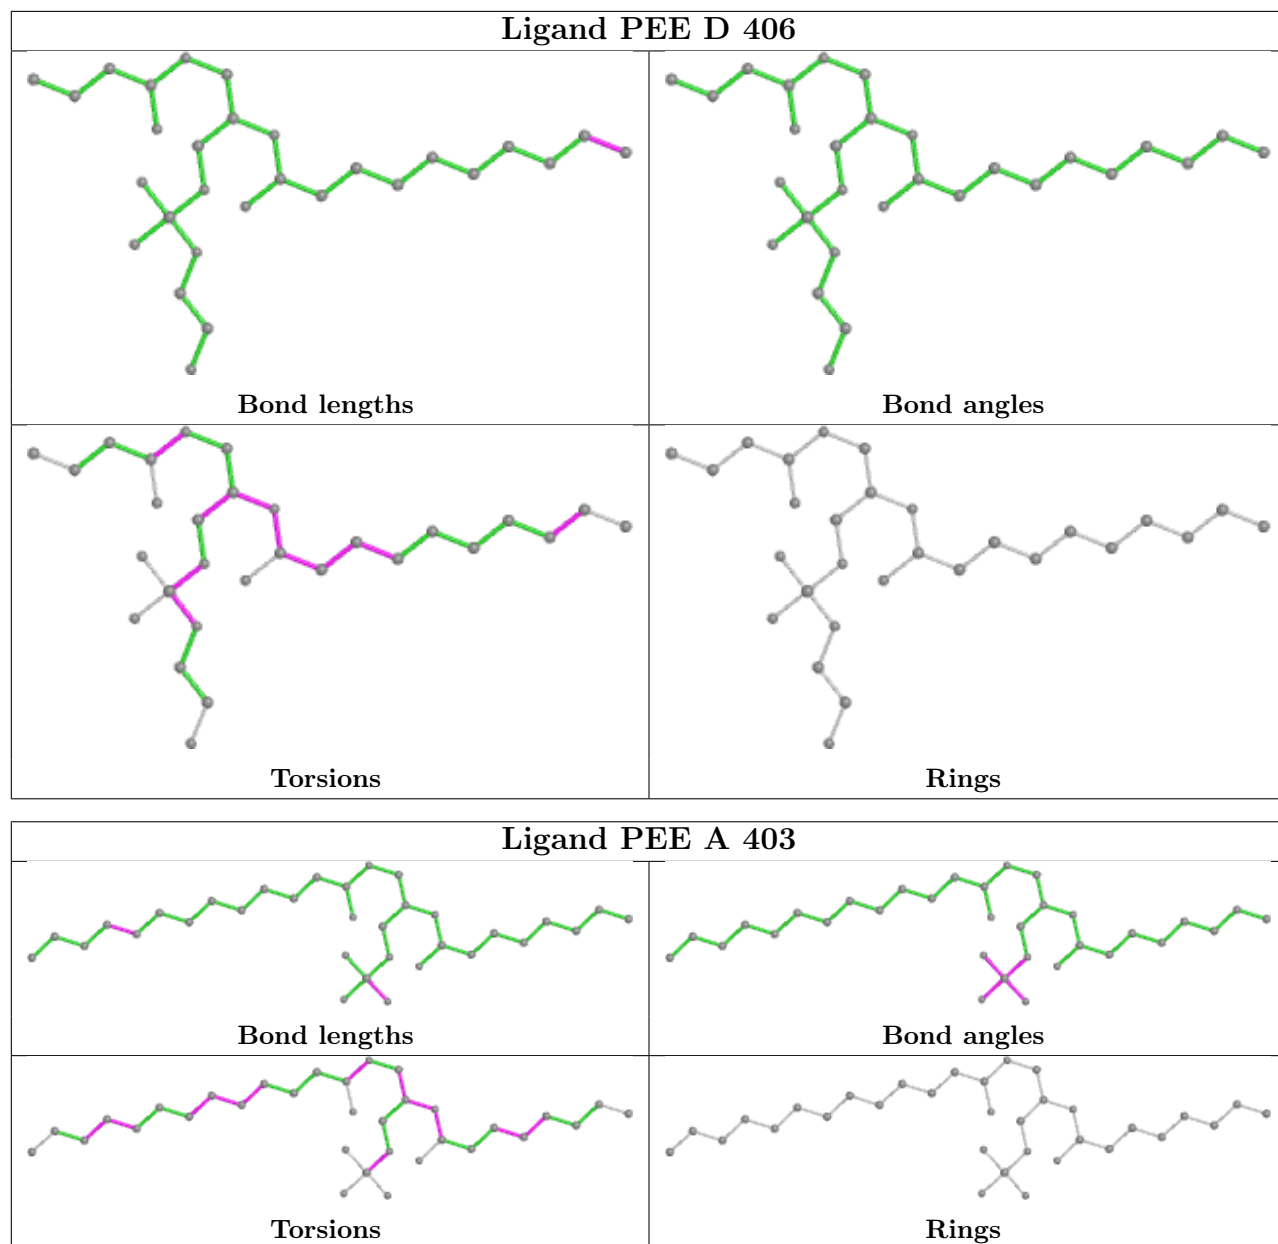 Ligand PEE D 406
Bond lengths
Bond angles
Torsions
Rings
Ligand PEE A 403
Bond lengths
Bond angles
Torsions
Rings